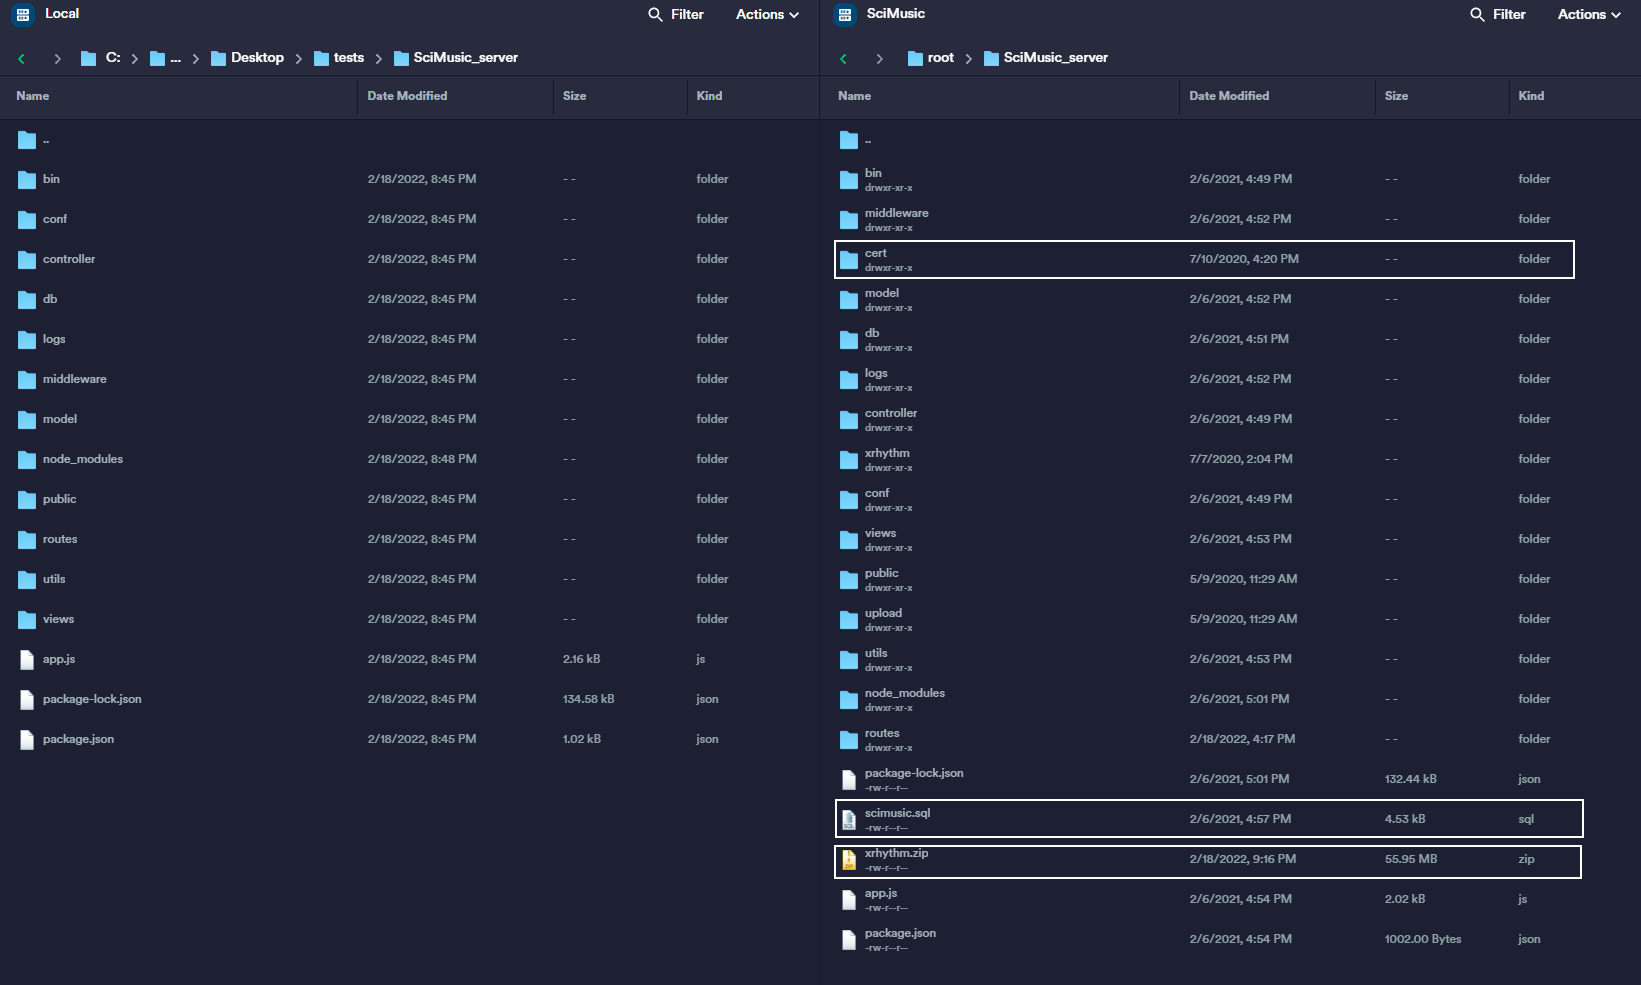 Local
Filter
Actions
C: > ... > Desktop > tests > SciMusic_server
Name Date Modified Size Kind
..
bin 2/18/2022, 8:45 PM - - folder
conf 2/18/2022, 8:45 PM - - folder
controller 2/18/2022, 8:45 PM - - folder
db 2/18/2022, 8:45 PM - - folder
logs 2/18/2022, 8:45 PM - - folder
middleware 2/18/2022, 8:45 PM - - folder
model 2/18/2022, 8:45 PM - - folder
node_modules 2/18/2022, 8:48 PM - - folder
public 2/18/2022, 8:45 PM - - folder
routes 2/18/2022, 8:45 PM - - folder
utils 2/18/2022, 8:45 PM - - folder
views 2/18/2022, 8:45 PM - - folder
app.js 2/18/2022, 8:45 PM 2.16 kB js
package-lock.json 2/18/2022, 8:45 PM 134.58 kB json
package.json 2/18/2022, 8:45 PM 1.02 kB json
SciMusic
Filter
Actions
root > SciMusic_server
Name Date Modified Size Kind
..
bin 2/6/2021, 4:49 PM - - folder
drwxr-xr-x
middleware 2/6/2021, 4:52 PM - - folder
drwxr-xr-x
cert 7/10/2020, 4:20 PM - - folder
drwxr-xr-x
model 2/6/2021, 4:52 PM - - folder
drwxr-xr-x
db 2/6/2021, 4:51 PM - - folder
drwxr-xr-x
logs 2/6/2021, 4:52 PM - - folder
drwxr-xr-x
controller 2/6/2021, 4:49 PM - - folder
drwxr-xr-x
xrhythm 7/7/2020, 2:04 PM - - folder
drwxr-xr-x
conf 2/6/2021, 4:49 PM - - folder
drwxr-xr-x
views 2/6/2021, 4:53 PM - - folder
drwxr-xr-x
public 5/9/2020, 11:29 AM - - folder
drwxr-xr-x
upload 5/9/2020, 11:29 AM - - folder
drwxr-xr-x
utils 2/6/2021, 4:53 PM - - folder
drwxr-xr-x
node_modules 2/6/2021, 5:01 PM - - folder
drwxr-xr-x
routes 2/18/2022, 4:17 PM - - folder
drwxr-xr-x
package-lock.json 2/6/2021, 5:01 PM 132.44 kB json
-rw-r--r--
scimusic.sql 2/6/2021, 4:57 PM 4.53 kB sql
-rw-r--r--
xrhythm.zip 2/18/2022, 9:16 PM 55.95 MB zip
-rw-r--r--
app.js 2/6/2021, 4:54 PM 2.02 kB js
-rw-r--r--
package.json 2/6/2021, 4:54 PM 1002.00 Bytes json
-rw-r--r--